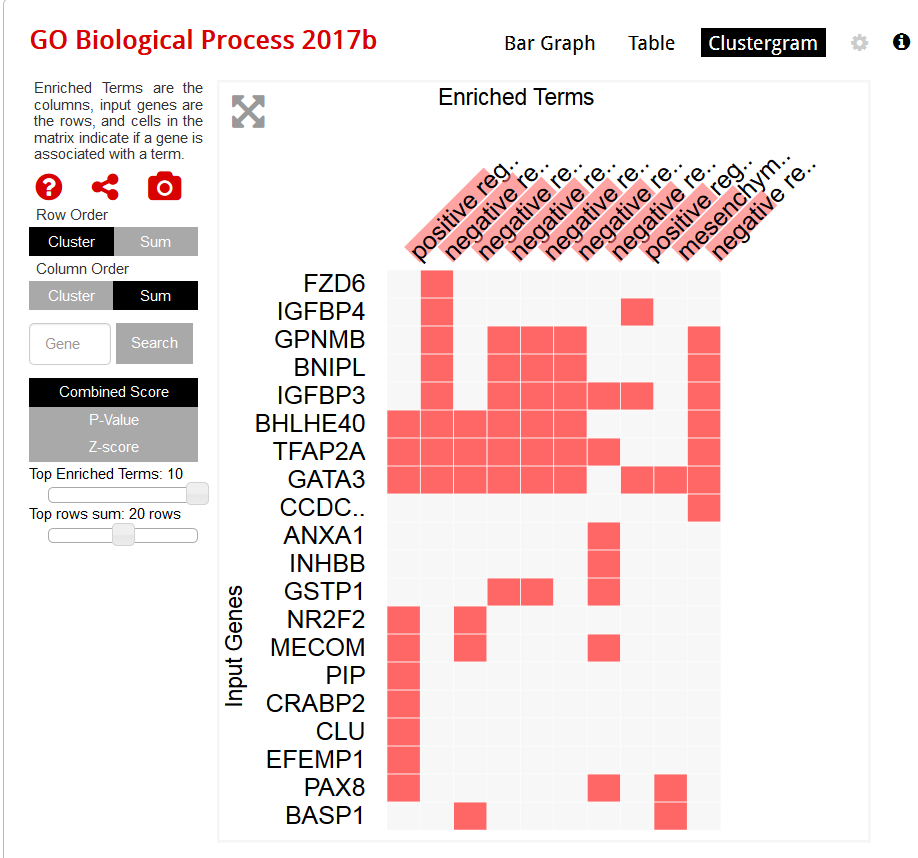 GO Biological Process 2017b
Bar Graph
Table
Clustergram
Enriched Terms are the
columns, input genes are
the rows, and cells in the
matrix indicate if a gene is
associated with a term.
Row Order
Cluster
Sum
Column Order
Cluster
Sum
Gene
Search
Combined Score
P-Value
Z-score
Top Enriched Terms: 10
Top rows sum: 20 rows
Enriched Terms
positive reg..
negative re..
negative re..
negative re..
negative re..
negative re..
negative re..
positive reg..
mesenchym..
negative re..
Input Genes
FZD6
IGFBP4
GPNMB
BNIPL
IGFBP3
BHLHE40
TFAP2A
GATA3
CCDC..
ANXA1
INHBB
GSTP1
NR2F2
MECOM
PIP
CRABP2
CLU
EFEMP1
PAX8
BASP1